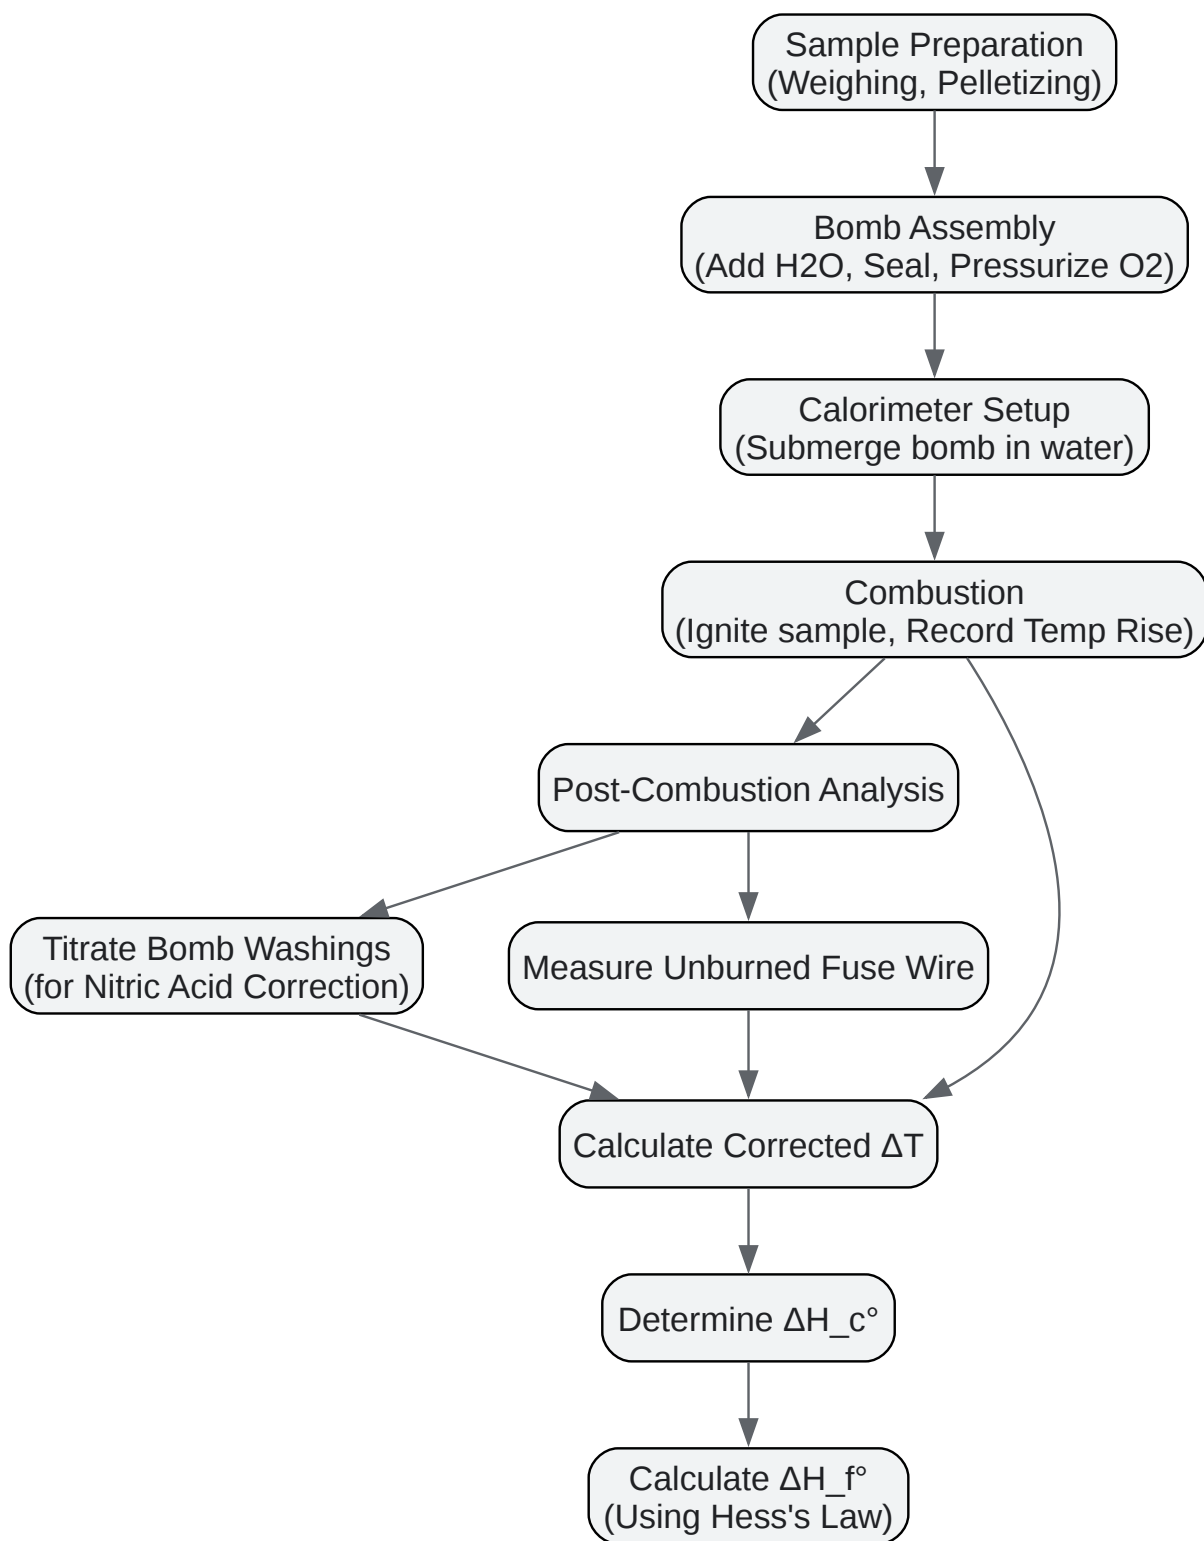 Sample Preparation
(Weighing, Pelletizing)
Bomb Assembly
(Add H2O, Seal, Pressurize O2)
Calorimeter Setup
(Submerge bomb in water)
Combustion
(Ignite sample, Record Temp Rise)
Post-Combustion Analysis
Titrate Bomb Washings
(for Nitric Acid Correction)
Measure Unburned Fuse Wire
Calculate Corrected ΔT
Determine ΔH_c°
Calculate ΔH_f°
(Using Hess's Law)